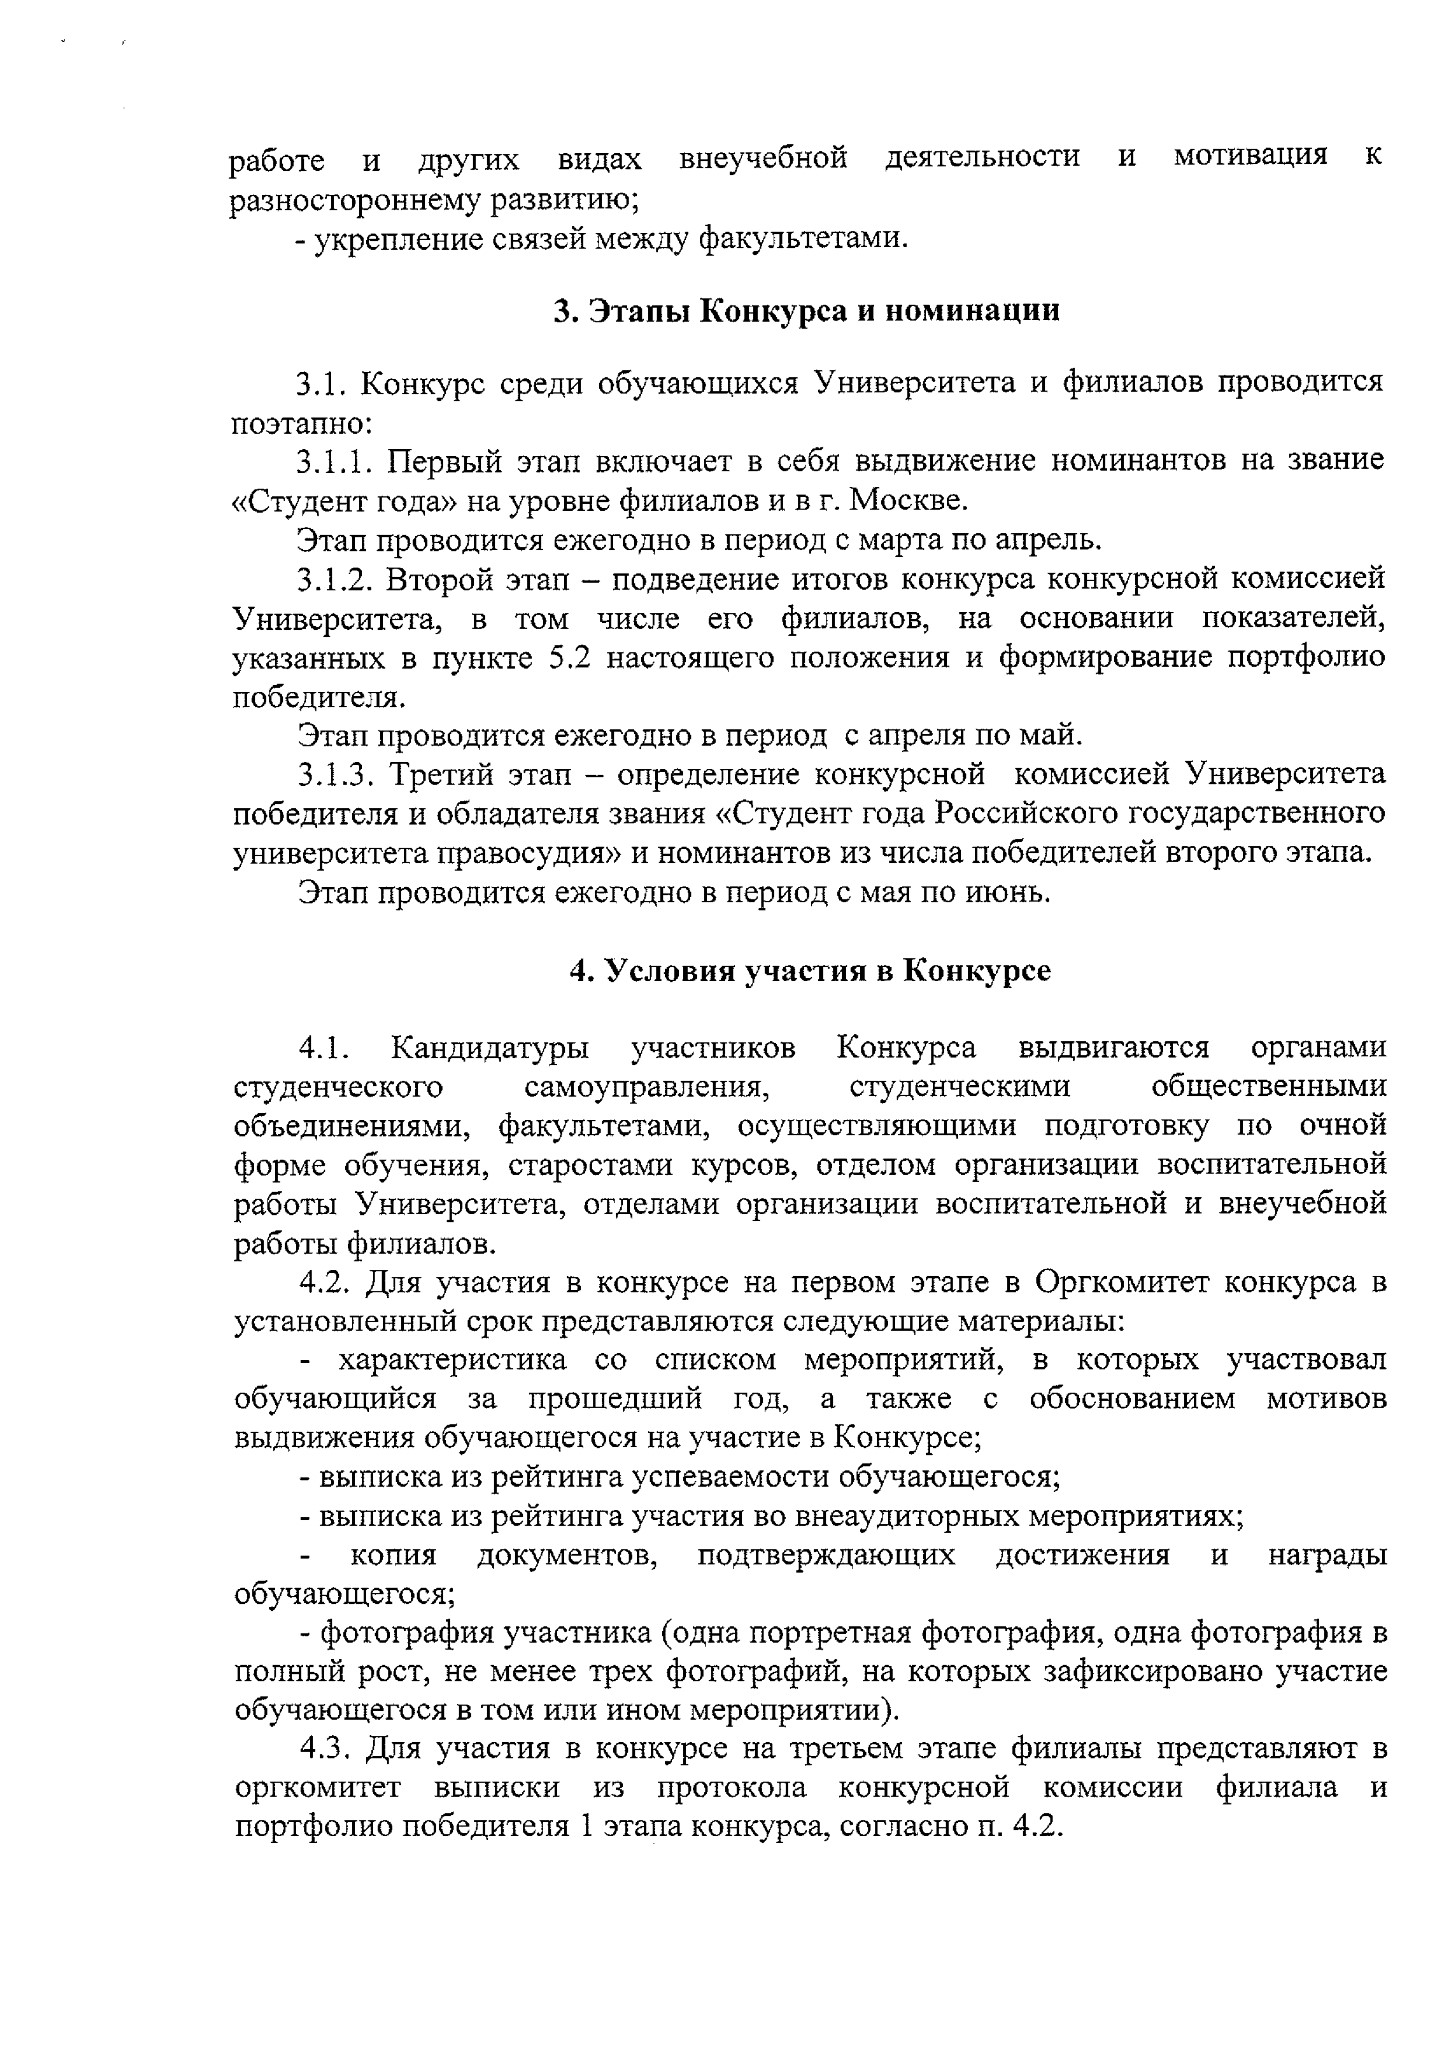 работе и других видах внеучебной деятельности и мотивация к
разностороннему развитию;
- укрепление связей между факультетами.
3. Этапы Конкурса и номинации
3.1. Конкурс среди обучающихся Университета и филиалов проводится
поэтапно:
3.1.1. Первый этап включает в себя выдвижение номинантов на звание
«Студент года» на уровне филиалов и в г. Москве.
Этап проводится ежегодно в период с марта по апрель.
3.1.2. Второй этап – подведение итогов конкурса конкурсной комиссией
Университета, в том числе его филиалов, на основании показателей,
указанных в пункте 5.2 настоящего положения и формирование портфолио
победителя.
Этап проводится ежегодно в период с апреля по май.
3.1.3. Третий этап – определение конкурсной комиссией Университета
победителя и обладателя звания «Студент года Российского государственного
университета правосудия» и номинантов из числа победителей второго этапа.
Этап проводится ежегодно в период с мая по июнь.
4. Условия участия в Конкурсе
4.1. Кандидатуры участников Конкурса выдвигаются органами
студенческого самоуправления, студенческими общественными
объединениями, факультетами, осуществляющими подготовку по очной
форме обучения, старостами курсов, отделом организации воспитательной
работы Университета, отделами организации воспитательной и внеучебной
работы филиалов.
4.2. Для участия в конкурсе на первом этапе в Оргкомитет конкурса в
установленный срок представляются следующие материалы:
- характеристика со списком мероприятий, в которых участвовал
обучающийся за прошедший год, а также с обоснованием мотивов
выдвижения обучающегося на участие в Конкурсе;
- выписка из рейтинга успеваемости обучающегося;
- выписка из рейтинга участия во внеаудиторных мероприятиях;
- копия документов, подтверждающих достижения и награды
обучающегося;
- фотография участника (одна портретная фотография, одна фотография в
полный рост, не менее трех фотографий, на которых зафиксировано участие
обучающегося в том или ином мероприятии).
4.3. Для участия в конкурсе на третьем этапе филиалы представляют в
оргкомитет выписки из протокола конкурсной комиссии филиала и
портфолио победителя 1 этапа конкурса, согласно п. 4.2.